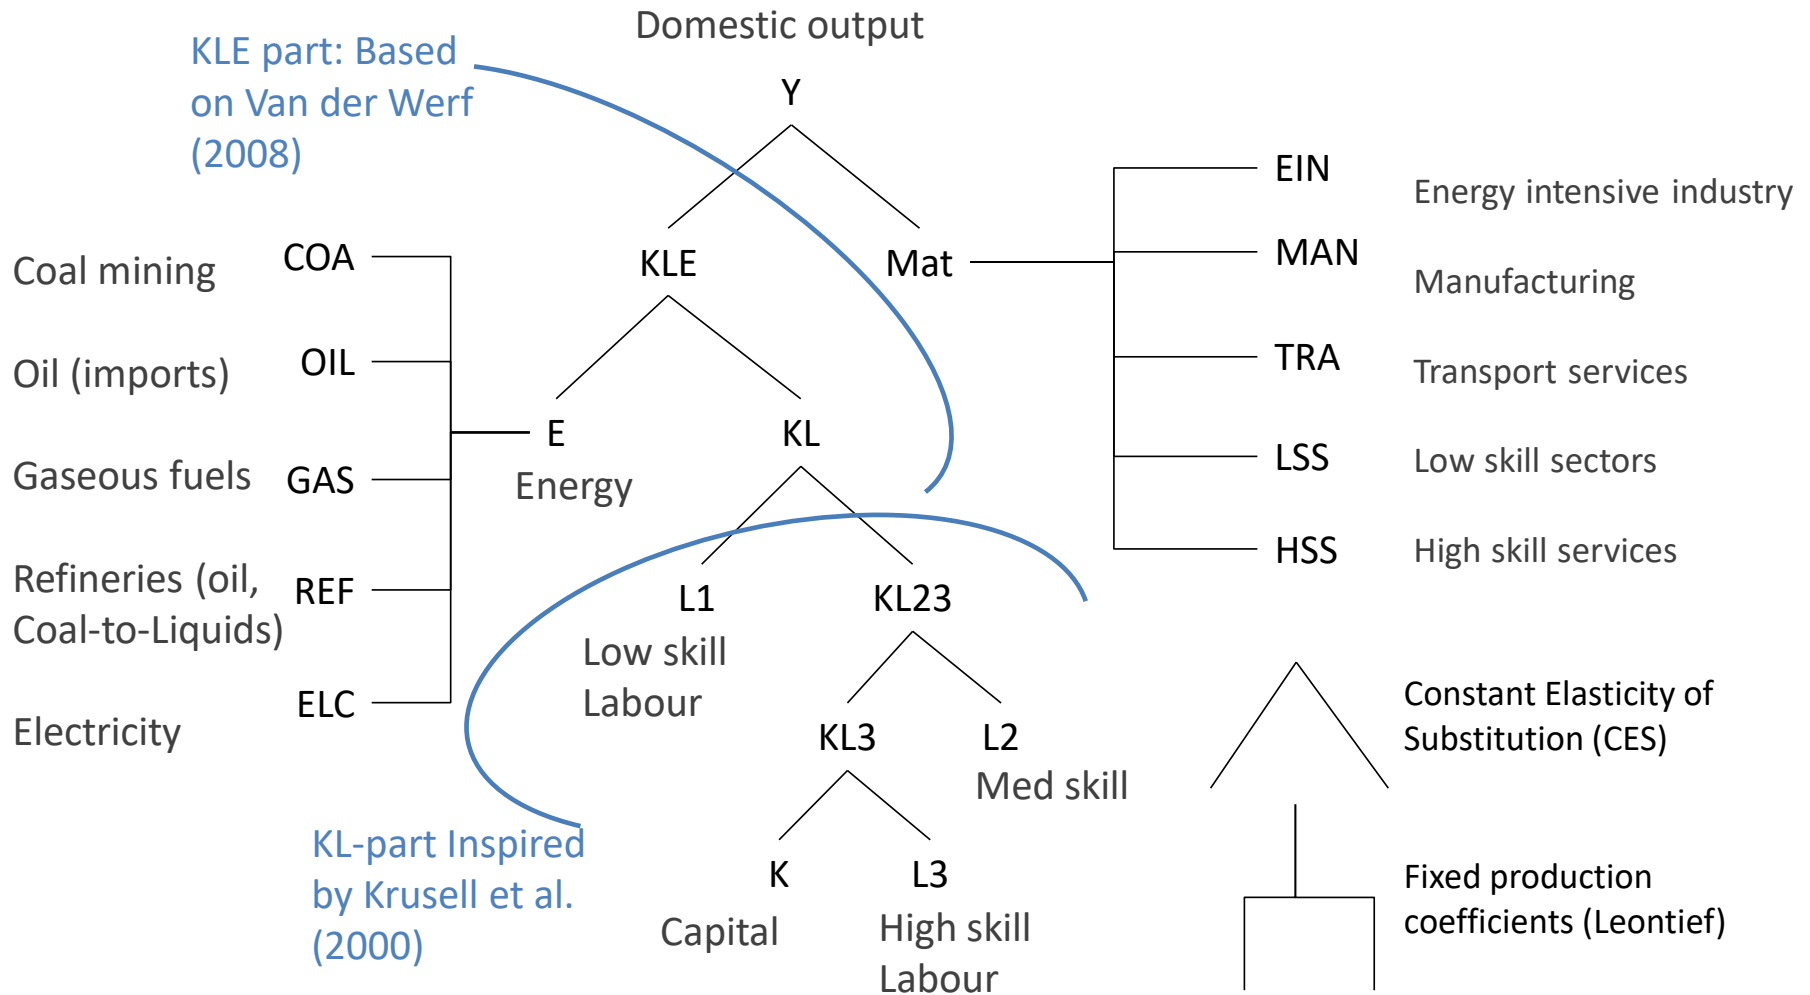 Domestic output
KLE part: Based
on Van der Werf
(2008)
Y
KLE
Mat
EIN
Energy intensive industry
MAN
Manufacturing
TRA
Transport services
LSS
Low skill sectors
HSS
High skill services
Coal mining
COA
Oil (imports)
OIL
Gaseous fuels
GAS
Refineries (oil,
Coal-to-Liquids)
REF
Electricity
ELC
E
Energy
KL
L1
Low skill
Labour
KL23
KL3
L2
Med skill
K
Capital
L3
High skill
Labour
KL-part Inspired
by Krusell et al.
(2000)
Constant Elasticity of
Substitution (CES)
Fixed production
coefficients (Leontief)